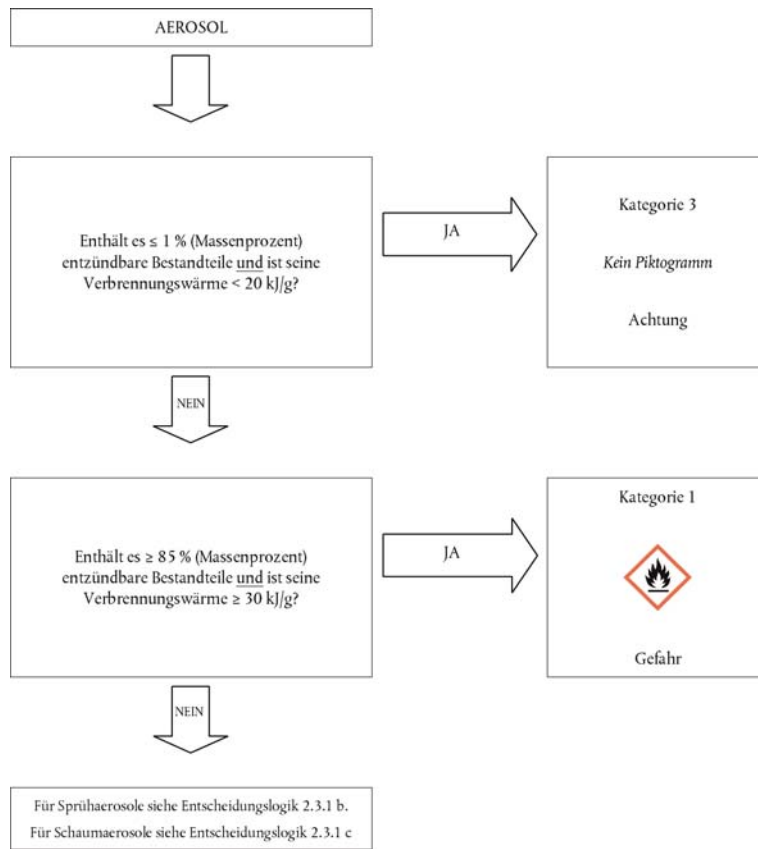 AEROSOL
Enthält es ≤ 1 % (Massenprozent)
entzündbare Bestandteile und ist seine
Verbrennungswärme < 20 kJ/g?
JA
Kategorie 3
Kein Piktogramm
Achtung
NEIN
Enthält es ≥ 85 % (Massenprozent)
entzündbare Bestandteile und ist seine
Verbrennungswärme ≥ 30 kJ/g?
JA
Kategorie 1
Gefahr
NEIN
Für Sprühaerosole siehe Entscheidungslogik 2.3.1 b.
Für Schaumaerosole siehe Entscheidungslogik 2.3.1 c